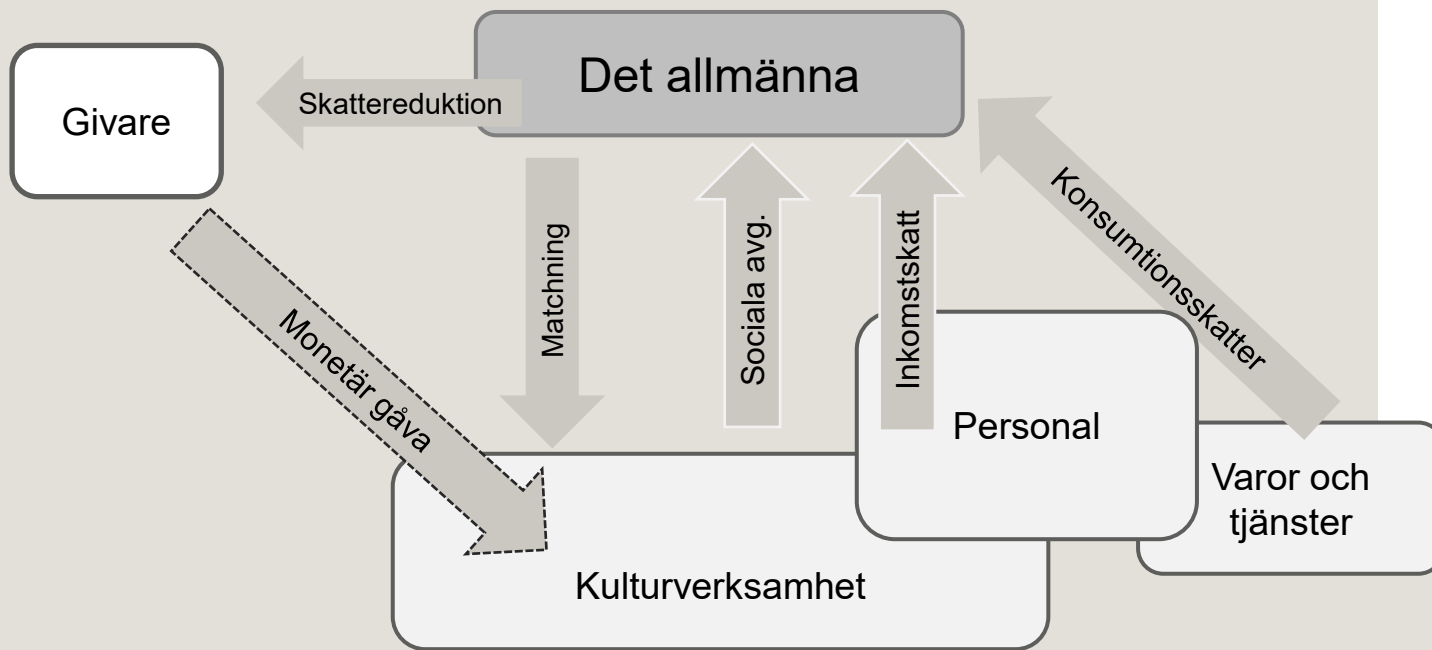 Det allmänna
Givare
Skattereduktion
Matchning
Sociala avg.
Inkomstskatt
Konsumtionsskatter
Monetär gåva
Personal
Varor och
tjänster
Kulturverksamhet